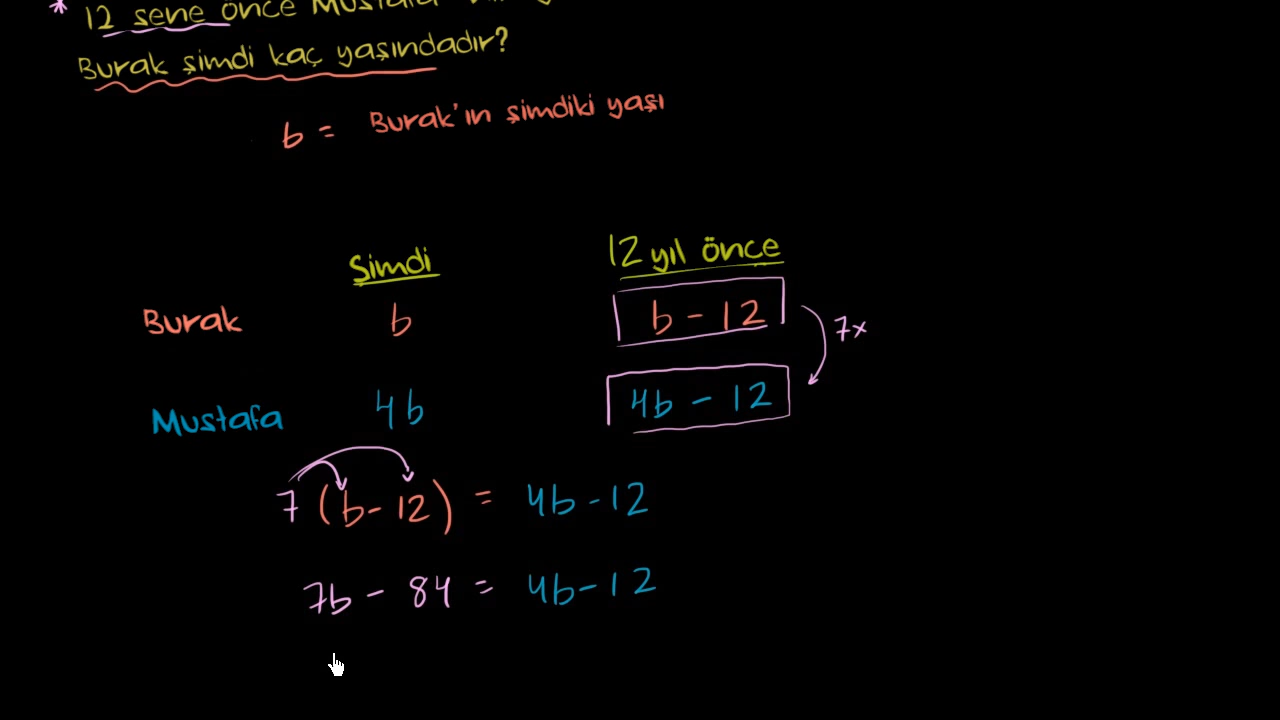 * 12 sene önce Mustafa
Burak şimdi kaç yaşındadır?
b = Burak'ın şimdiki yaşı
Şimdi 12 yıl önce
Burak b b - 12
7x
Mustafa 4b 4b - 12
7 (b - 12) = 4b - 12
7b - 84 = 4b - 12